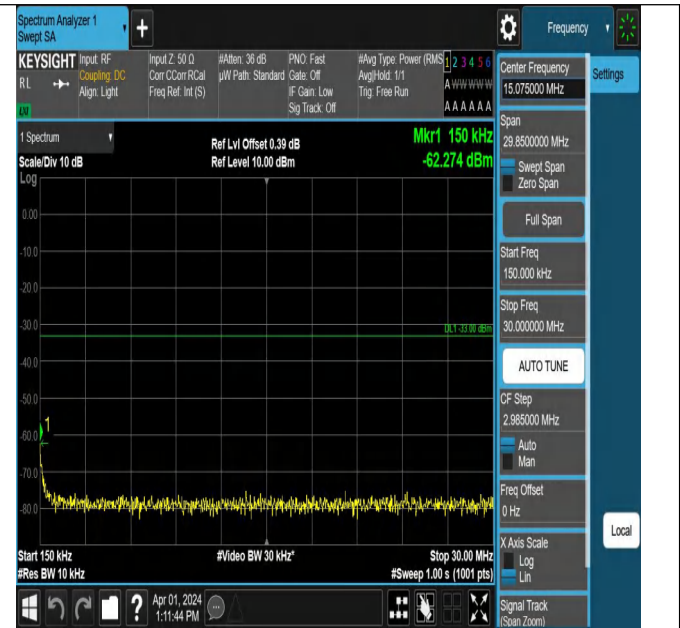 Spectrum Analyzer 1
Swept SA
Frequency
KEYSIGHT
RL
Input: RF
Coupling: DC
Align: Light
Input Z: 50 Ω
Corr CCorr RCal
Freq Ref: Int (S)
#Atten: 36 dB
µW Path: Standard
PNO: Fast
Gate: Off
IF Gain: Low
Sig Track: Off
#Avg Type: Power (RMS
Avg|Hold: 1/1
Trig: Free Run
1 2 3 4 5 6
A W W W W W
A A A A A A
1 Spectrum
Scale/Div 10 dB
Ref Lvl Offset 0.39 dB
Ref Level 10.00 dBm
Mkr1 150 kHz
-62.274 dBm
Log
0.00
-10.0
-20.0
-30.0
DL1 -33.00 dBm
-40.0
-50.0
-60.0
1
-70.0
-80.0
Start 150 kHz
#Res BW 10 kHz
#Video BW 30 kHz*
Stop 30.00 MHz
#Sweep 1.00 s (1001 pts)
Center Frequency
15.075000 MHz
Settings
Span
29.8500000 MHz
Swept Span
Zero Span
Full Span
Start Freq
150.000 kHz
Stop Freq
30.000000 MHz
AUTO TUNE
CF Step
2.985000 MHz
Auto
Man
Freq Offset
0 Hz
X Axis Scale
Log
Lin
Local
Signal Track
(Span Zoom)
?
Apr 01, 2024
1:11:44 PM